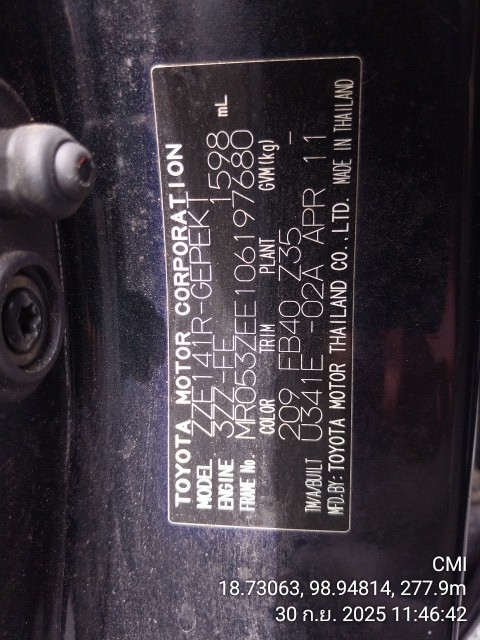 TOYOTA MOTOR CORPORATION
MODEL ZZE141R-GEPEKT
ENGINE 3ZZ-FE 1598 mL
FRAME No. MR053ZEE106197680
COLOR TRIM PLANT GVM(kg)
209 FB40 Z35 -
TM/A/BUILT U341E -02A APR 11
MFD.BY: TOYOTA MOTOR THAILAND CO.,LTD. MADE IN THAILAND
CMI
18.73063, 98.94814, 277.9m
30 ก.ย. 2025 11:46:42